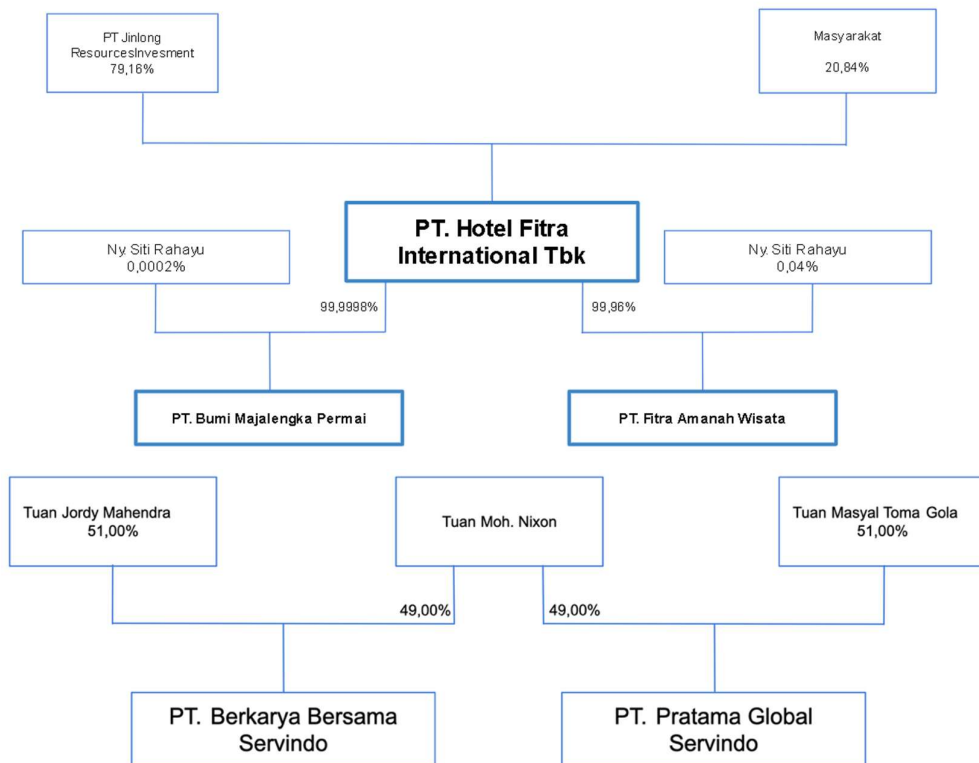 PT Jinlong
ResourcesInvesment
79,16%
Masyarakat
20,84%
PT. Hotel Fitra
International Tbk
Ny. Siti Rahayu
0,0002%
Ny. Siti Rahayu
0,04%
99,9998%
99,96%
PT. Bumi Majalengka Permai
PT. Fitra Amanah Wisata
Tuan Jordy Mahendra
51,00%
Tuan Moh. Nixon
Tuan Masyal Toma Gola
51,00%
49,00%
49,00%
PT. Berkarya Bersama
Servindo
PT. Pratama Global
Servindo